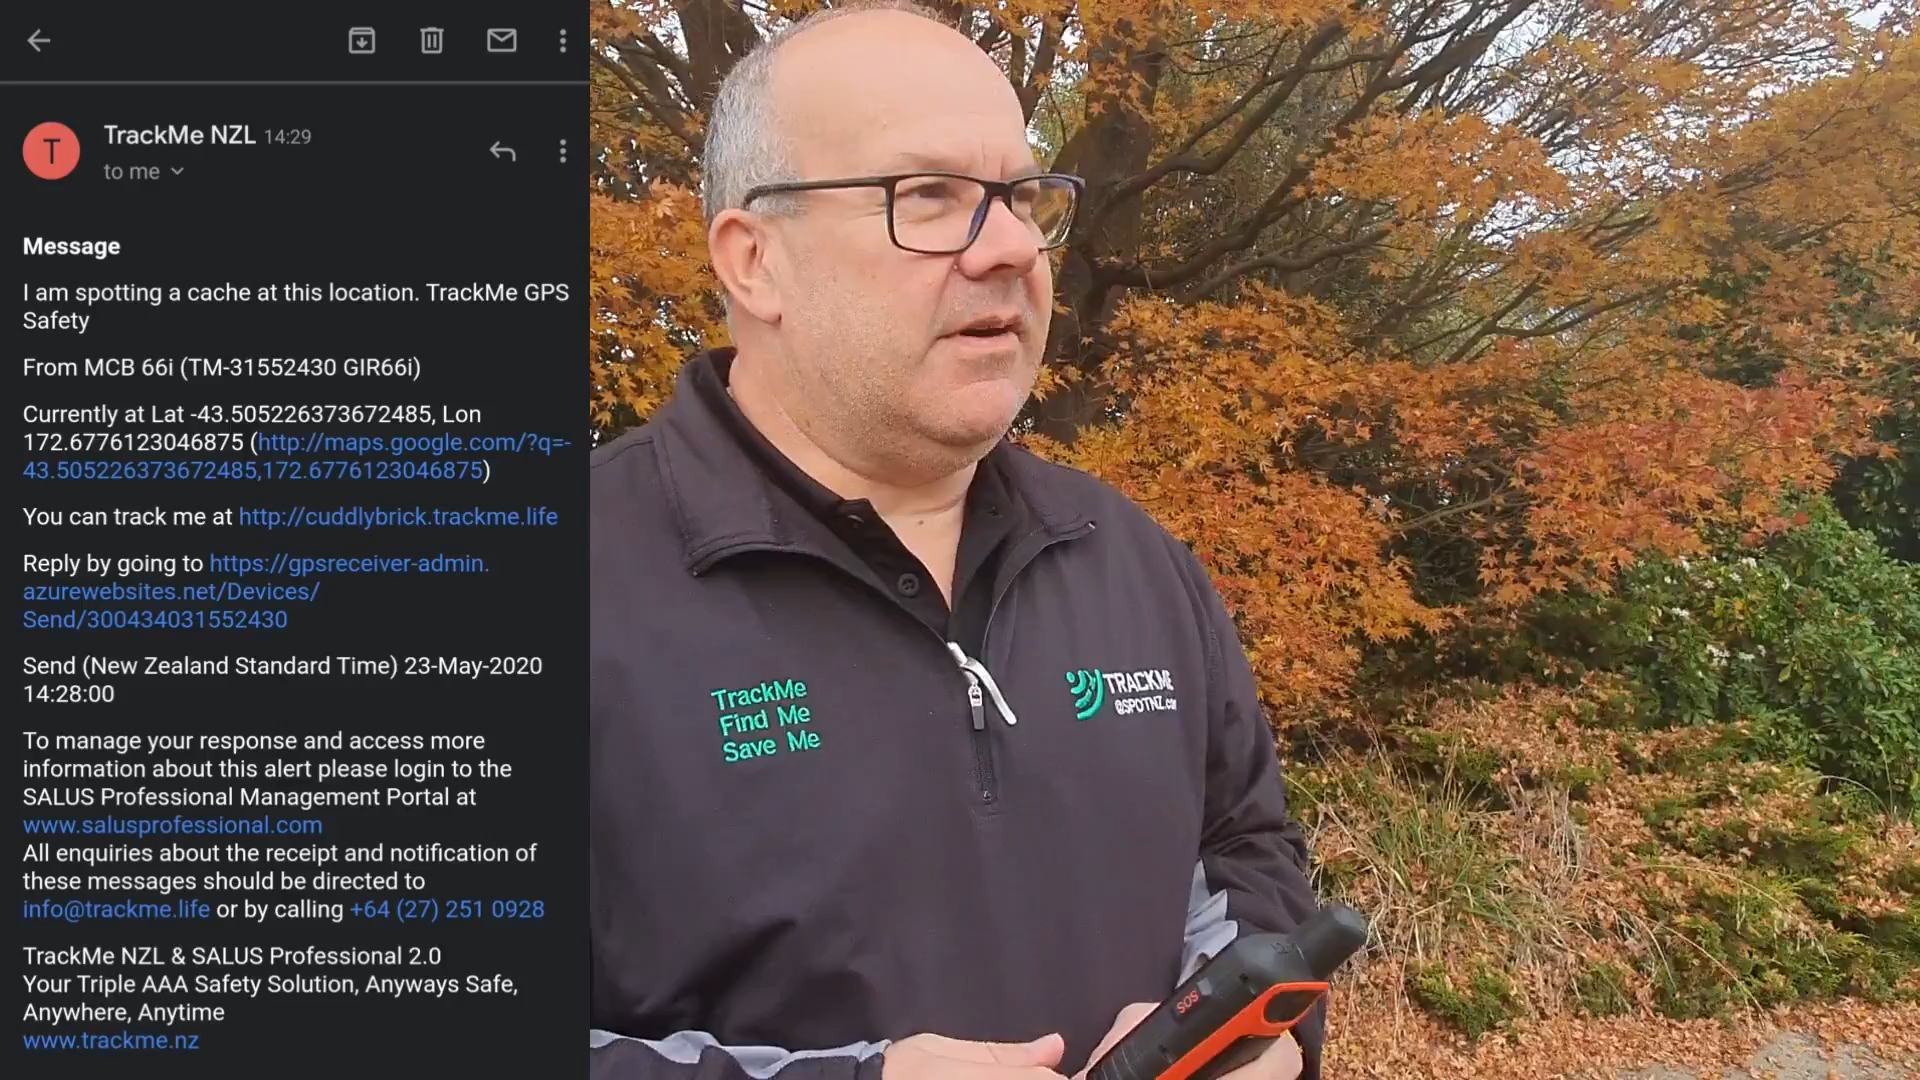 TrackMe NZL 14:29
T
to me
Message
I am spotting a cache at this location. TrackMe GPS
Safety
From MCB 66i (TM-31552430 GIR66i)
Currently at Lat -43.505226373672485, Lon
172.6776123046875 (http://maps.google.com/?q=-
43.505226373672485,172.6776123046875)
You can track me at http://cuddlybrick.trackme.life
Reply by going to https://gpsreceiver-admin.
azurewebsites.net/Devices/
Send/300434031552430
Send (New Zealand Standard Time) 23-May-2020
14:28:00
To manage your response and access more
information about this alert please login to the
SALUS Professional Management Portal at
www.salusprofessional.com
All enquiries about the receipt and notification of
these messages should be directed to
info@trackme.life or by calling +64 (27) 251 0928
TrackMe NZL & SALUS Professional 2.0
Your Triple AAA Safety Solution, Anyways Safe,
Anywhere, Anytime
www.trackme.nz
TrackMe
Find Me
Save Me
TRACKME
@SPOTNZ.com
SOS